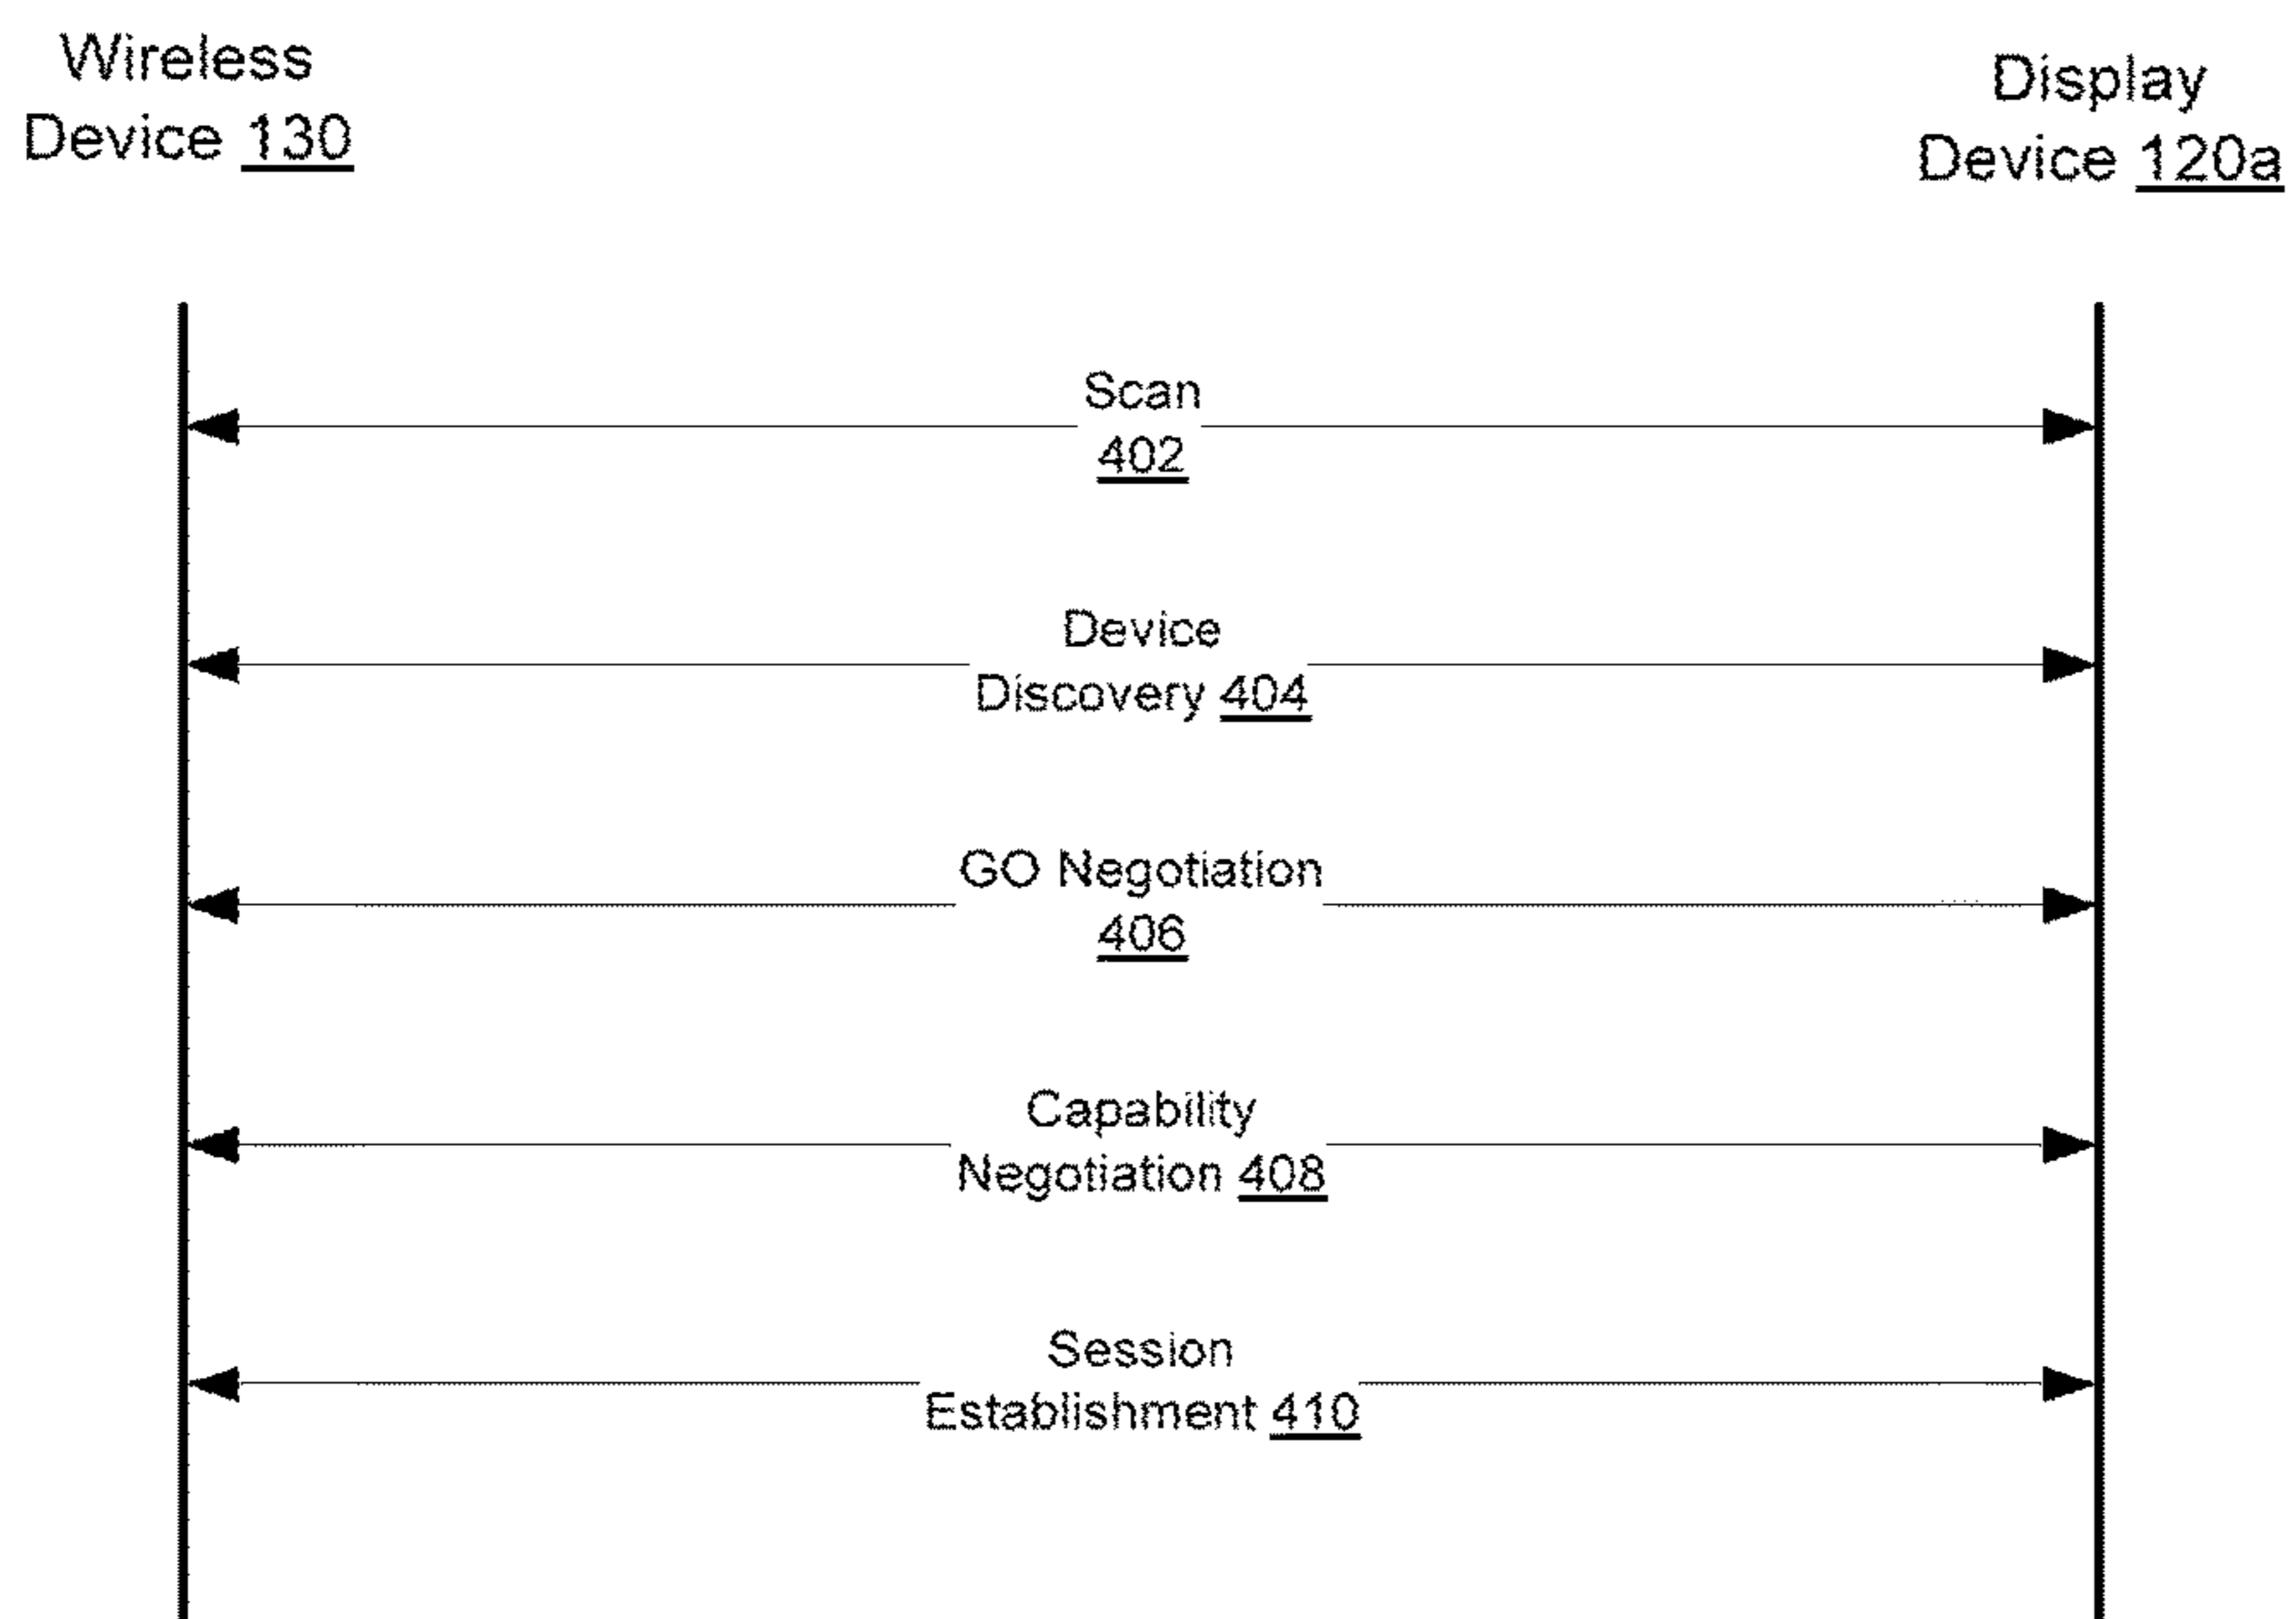 Wireless
Device 130
Display
Device 120a
Scan
402
Device
Discovery 404
GO Negotiation
406
Capability
Negotiation 408
Session
Establishment 410